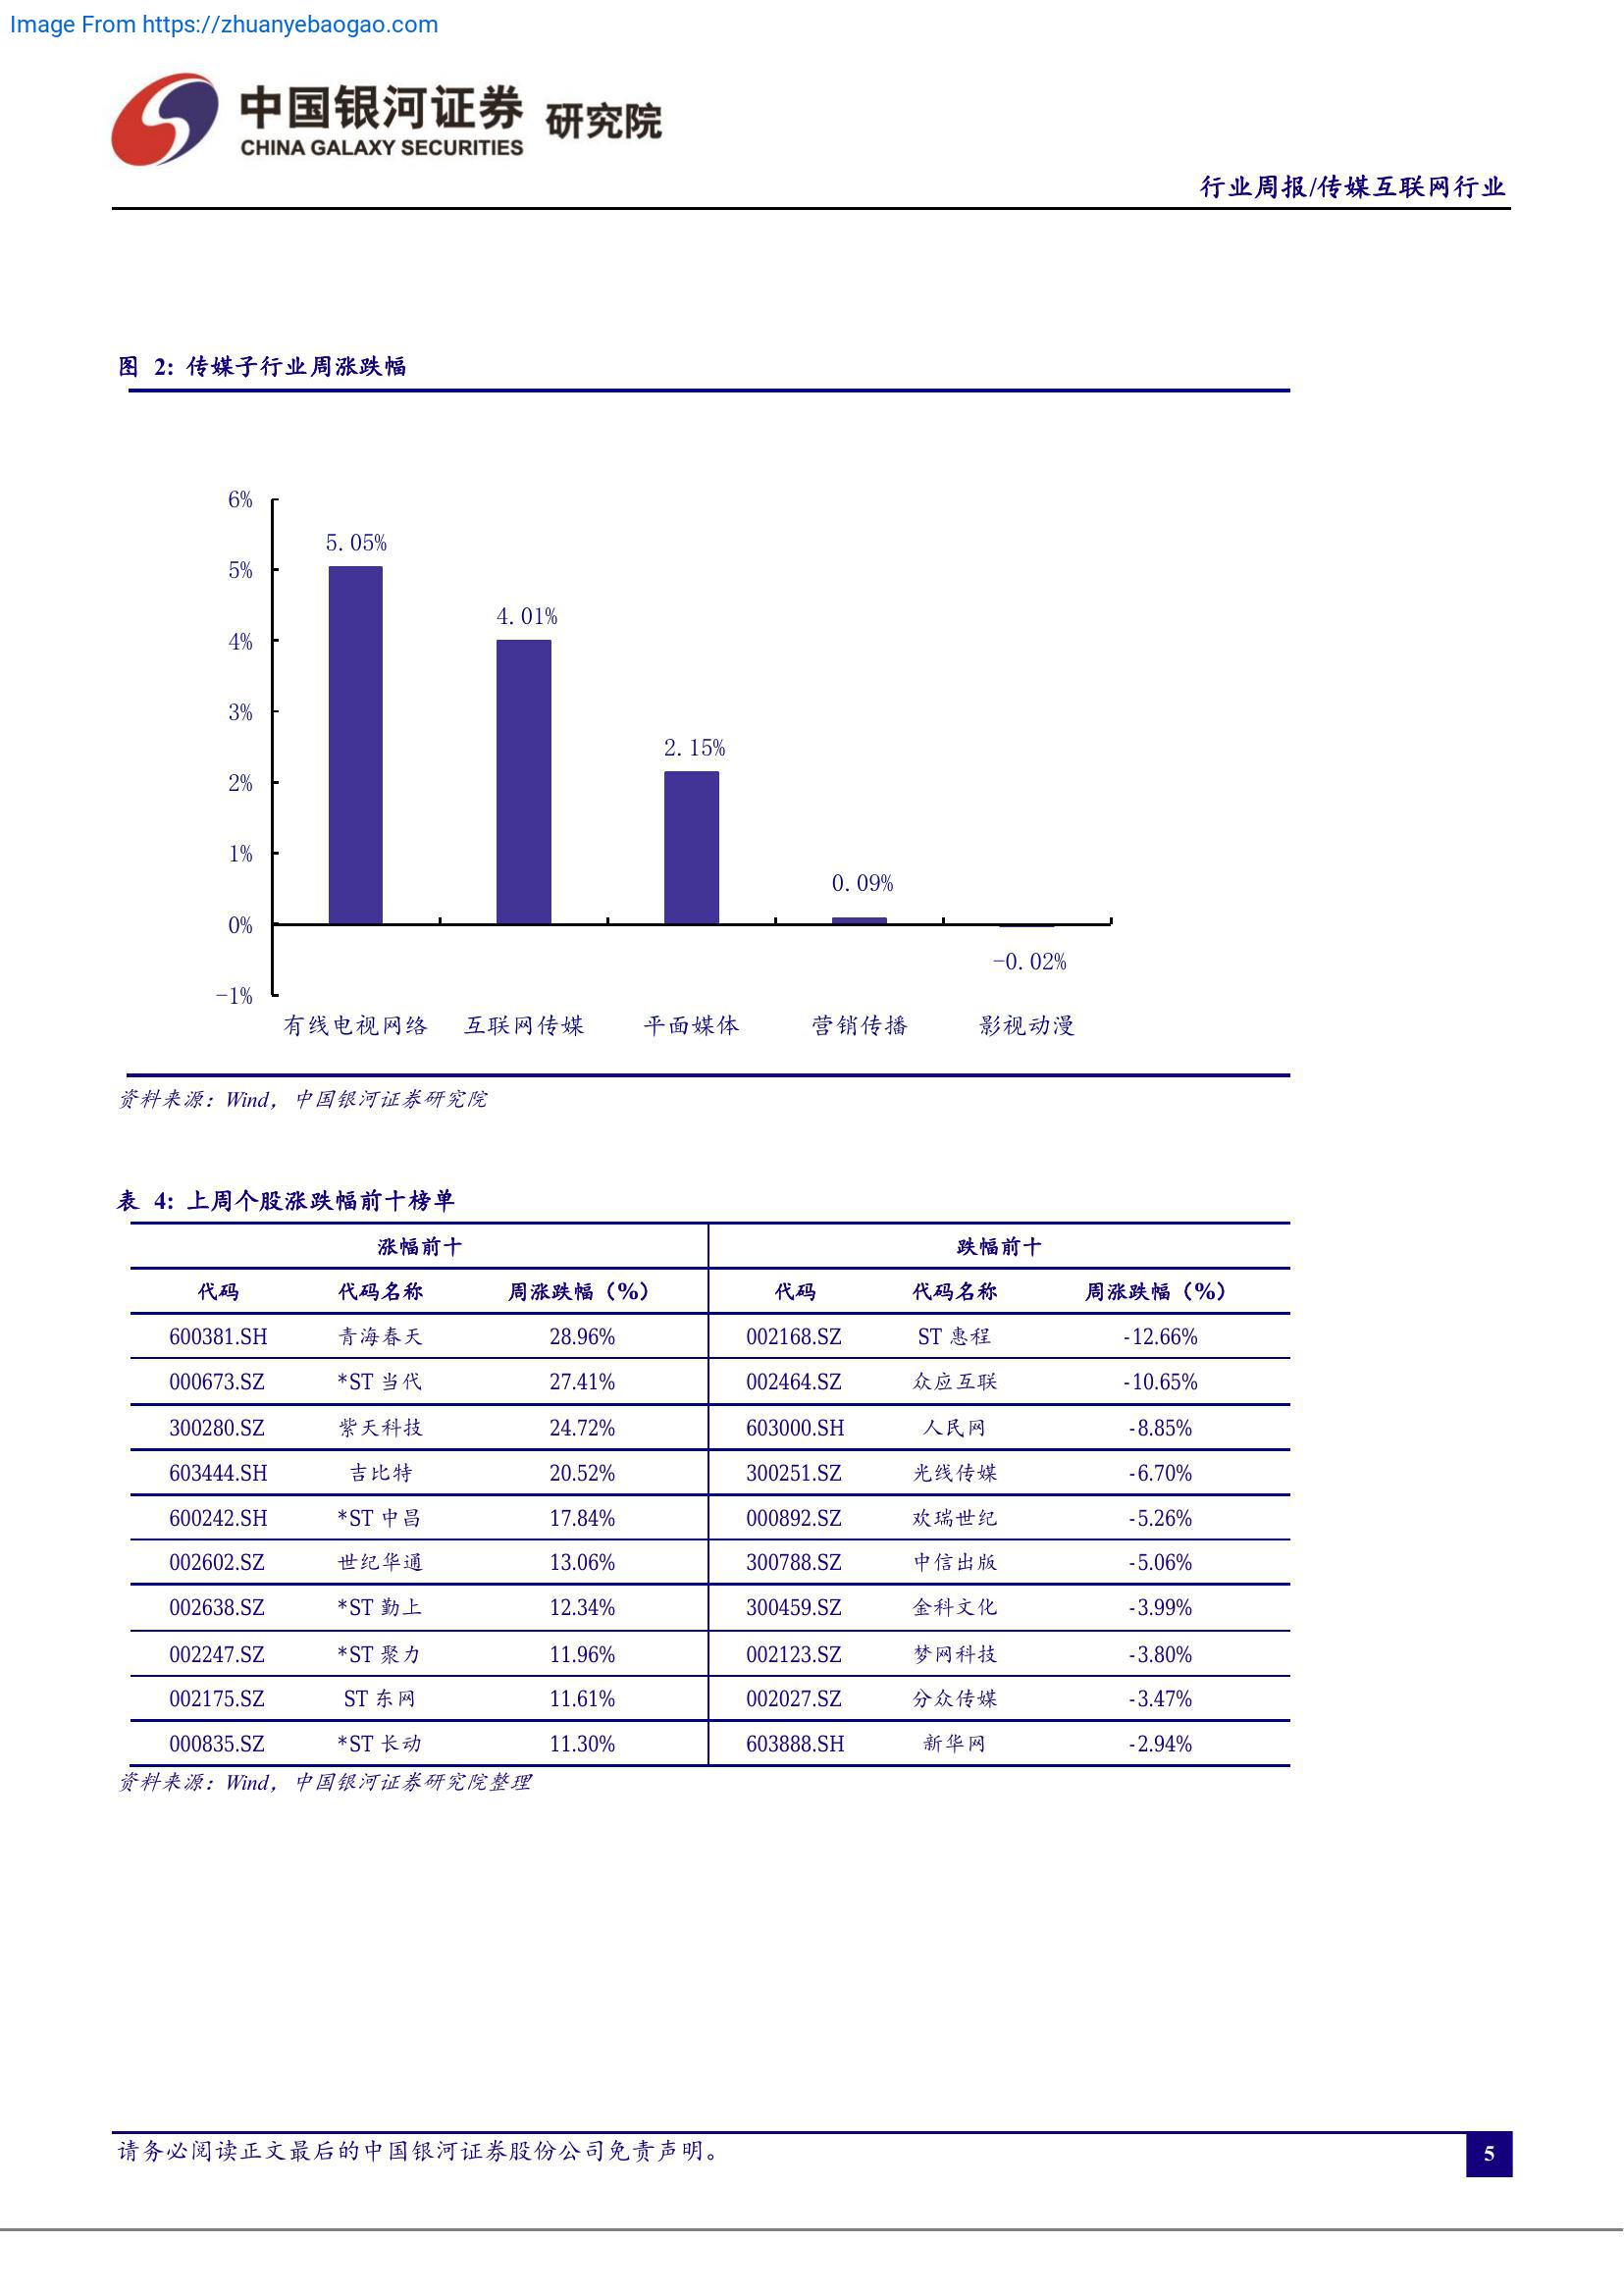 Image From https://zhuanyebaogao.com
中国银河证券 研究院
CHINA GALAXY SECURITIES
行业周报/传媒互联网行业
图 2: 传媒子行业周涨跌幅
6%
5.05%
5%
4.01%
4%
3%
2.15%
2%
1%
0.09%
0%
-0.02%
-1%
有线电视网络 互联网传媒 平面媒体 营销传播 影视动漫
资料来源：Wind，中国银河证券研究院
表 4: 上周个股涨跌幅前十榜单
涨幅前十 跌幅前十
代码 代码名称 周涨跌幅（%） 代码 代码名称 周涨跌幅（%）
600381.SH 青海春天 28.96% 002168.SZ ST 惠程 -12.66%
000673.SZ *ST 当代 27.41% 002464.SZ 众应互联 -10.65%
300280.SZ 紫天科技 24.72% 603000.SH 人民网 -8.85%
603444.SH 吉比特 20.52% 300251.SZ 光线传媒 -6.70%
600242.SH *ST 中昌 17.84% 000892.SZ 欢瑞世纪 -5.26%
002602.SZ 世纪华通 13.06% 300788.SZ 中信出版 -5.06%
002638.SZ *ST 勤上 12.34% 300459.SZ 金科文化 -3.99%
002247.SZ *ST 聚力 11.96% 002123.SZ 梦网科技 -3.80%
002175.SZ ST 东网 11.61% 002027.SZ 分众传媒 -3.47%
000835.SZ *ST 长动 11.30% 603888.SH 新华网 -2.94%
资料来源：Wind，中国银河证券研究院整理
请务必阅读正文最后的中国银河证券股份公司免责声明。
5